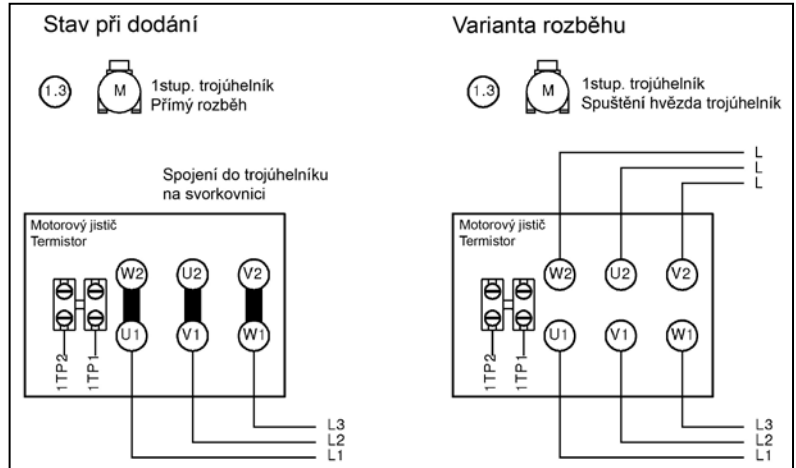 Stav při dodání
1.3
M
1stup. trojúhelník
Přímý rozběh
Spojení do trojúhelníku
na svorkovnici
Motorový jistič
Termistor
W2
U2
V2
U1
V1
W1
1TP2
1TP1
L3
L2
L1
Varianta rozběhu
1.3
M
1stup. trojúhelník
Spuštění hvězda trojúhelník
L
L
L
Motorový jistič
Termistor
W2
U2
V2
U1
V1
W1
1TP2
1TP1
L3
L2
L1